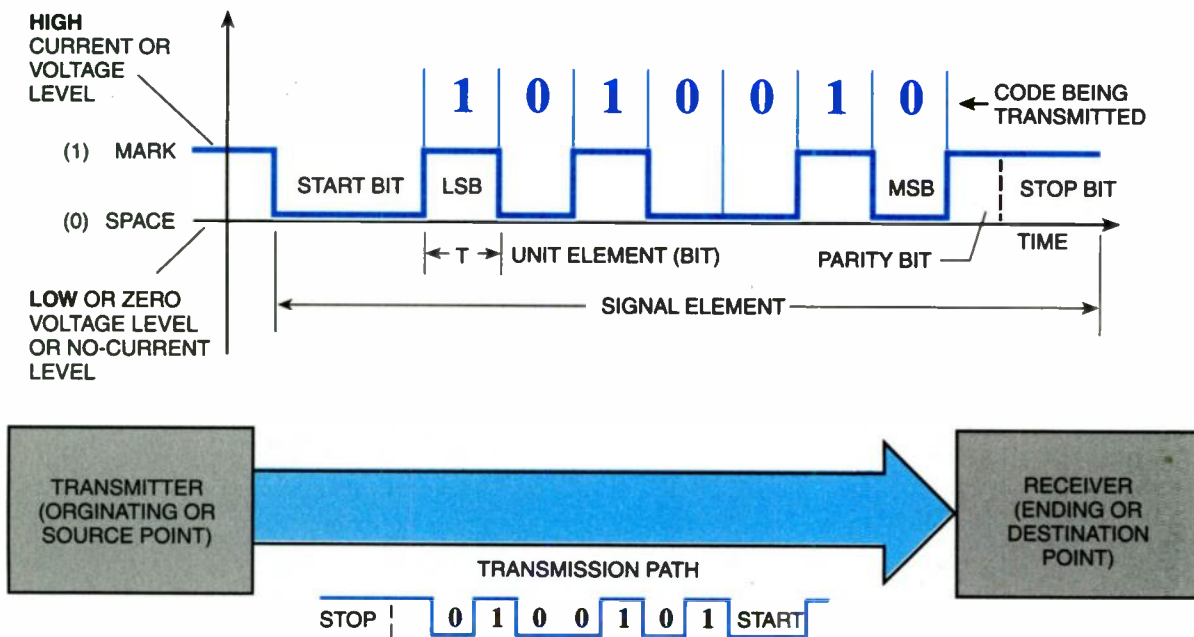 HIGH
CURRENT OR
VOLTAGE
LEVEL
1 0 1 0 0 1 0
CODE BEING
TRANSMITTED
(1) MARK
START BIT
LSB
MSB
STOP BIT
(0) SPACE
TIME
T
UNIT ELEMENT (BIT)
PARITY BIT
SIGNAL ELEMENT
LOW OR ZERO
VOLTAGE LEVEL
OR NO-CURRENT
LEVEL
TRANSMITTER
(ORGINATING OR
SOURCE POINT)
RECEIVER
(ENDING OR
DESTINATION
POINT)
TRANSMISSION PATH
STOP 0 1 0 0 1 0 1 START